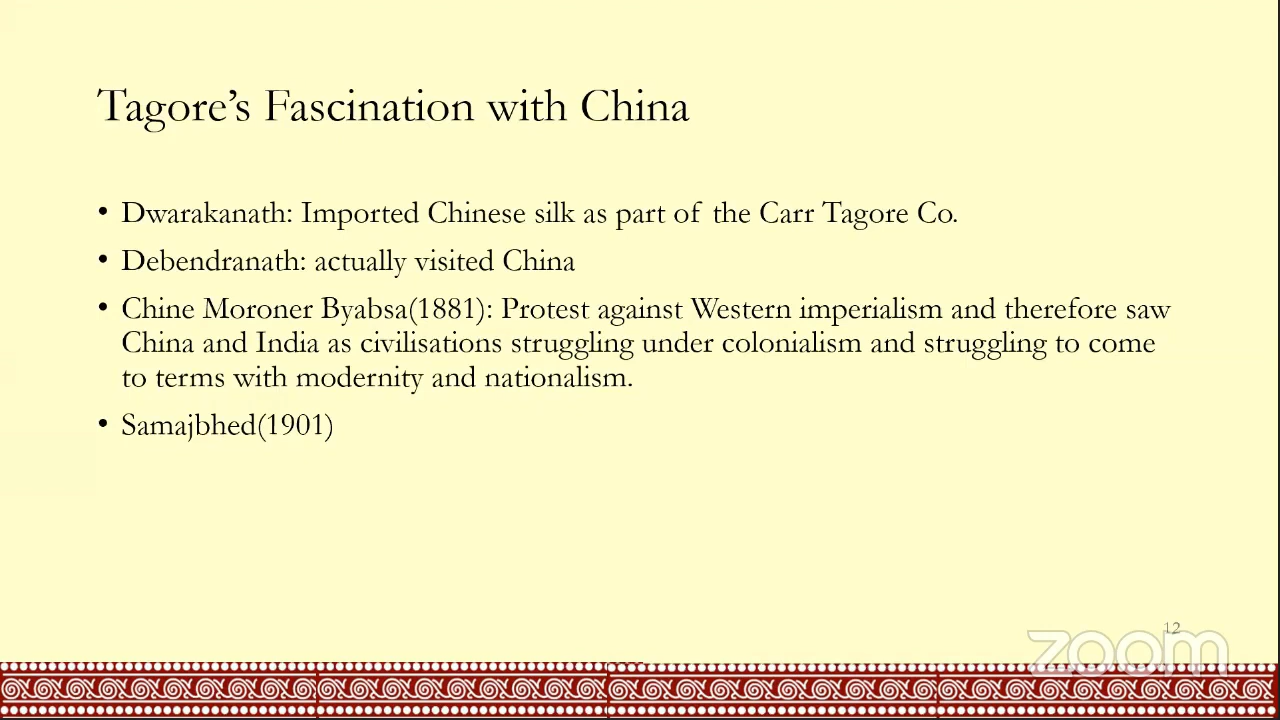 Tagore’s Fascination with China
• Dwarakanath: Imported Chinese silk as part of the Carr Tagore Co.
• Debendranath: actually visited China
• Chine Moroner Byabsa(1881): Protest against Western imperialism and therefore saw
China and India as civilisations struggling under colonialism and struggling to come
to terms with modernity and nationalism.
• Samajbhed(1901)
12
zoom